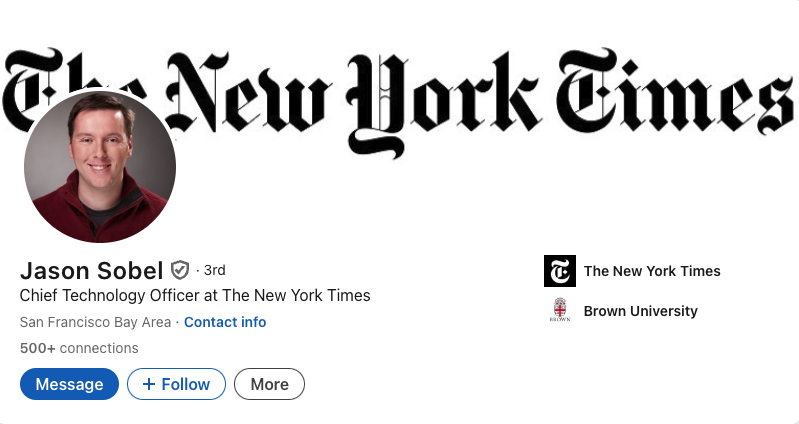 The New York Times
Jason Sobel · 3rd
Chief Technology Officer at The New York Times
San Francisco Bay Area · Contact info
500+ connections
Message
+ Follow
More
T
The New York Times
BROWN
Brown University